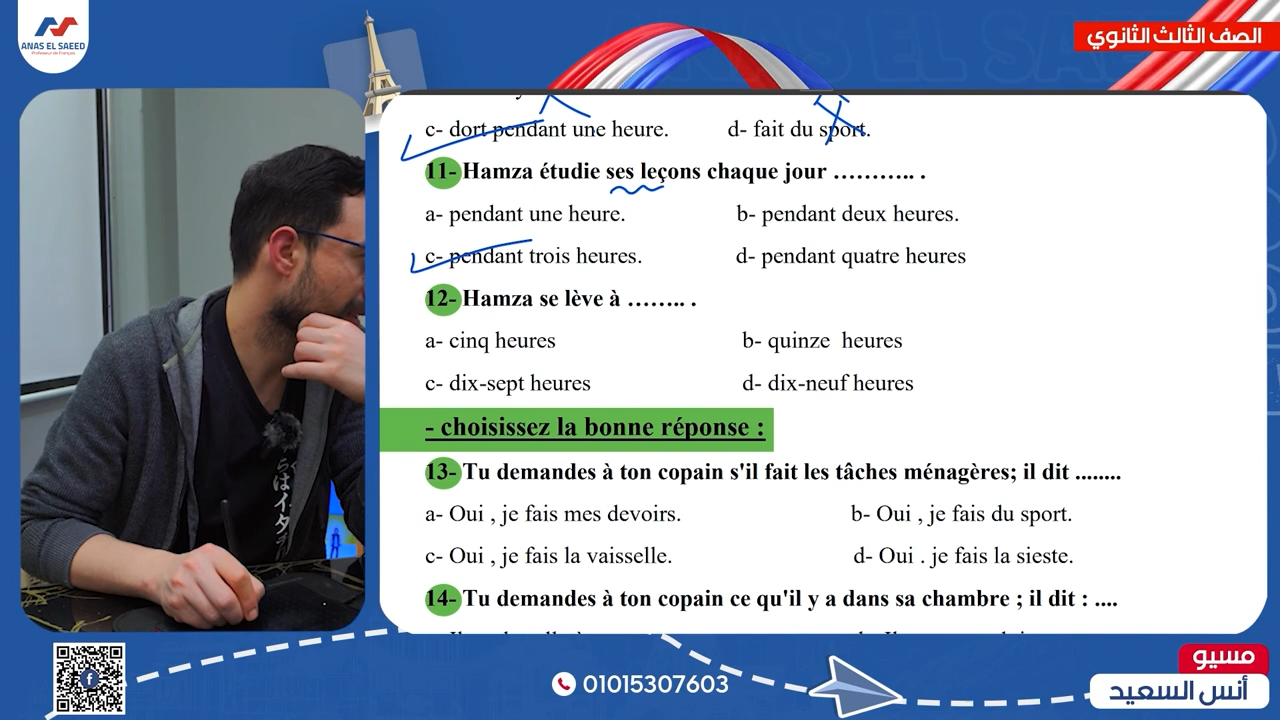 ANAS EL SAEED
Professeur de Français
الصف الثالث الثانوي
c- dort pendant une heure. d- fait du sport.
11- Hamza étudie ses leçons chaque jour ……….. .
a- pendant une heure. b- pendant deux heures.
c- pendant trois heures. d- pendant quatre heures
12- Hamza se lève à …….. .
a- cinq heures b- quinze heures
c- dix-sept heures d- dix-neuf heures
- choisissez la bonne réponse :
13- Tu demandes à ton copain s'il fait les tâches ménagères; il dit ........
a- Oui , je fais mes devoirs. b- Oui , je fais du sport.
c- Oui , je fais la vaisselle. d- Oui . je fais la sieste.
14- Tu demandes à ton copain ce qu'il y a dans sa chambre ; il dit : ....
01015307603
مسيو
أنس السعيد